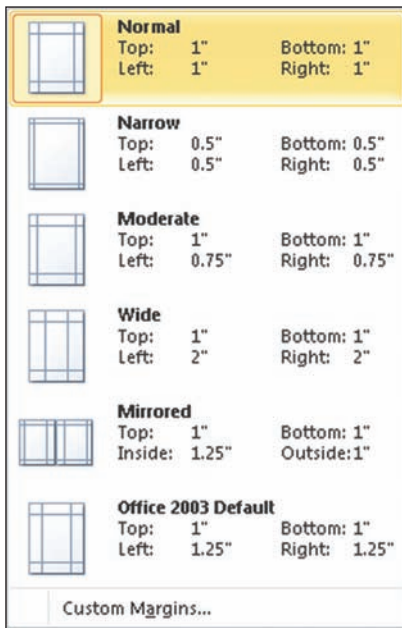 Normal
Top: 1" Bottom: 1"
Left: 1" Right: 1"
Narrow
Top: 0.5" Bottom: 0.5"
Left: 0.5" Right: 0.5"
Moderate
Top: 1" Bottom: 1"
Left: 0.75" Right: 0.75"
Wide
Top: 1" Bottom: 1"
Left: 2" Right: 2"
Mirrored
Top: 1" Bottom: 1"
Inside: 1.25" Outside:1"
Office 2003 Default
Top: 1" Bottom: 1"
Left: 1.25" Right: 1.25"
Custom Margins...